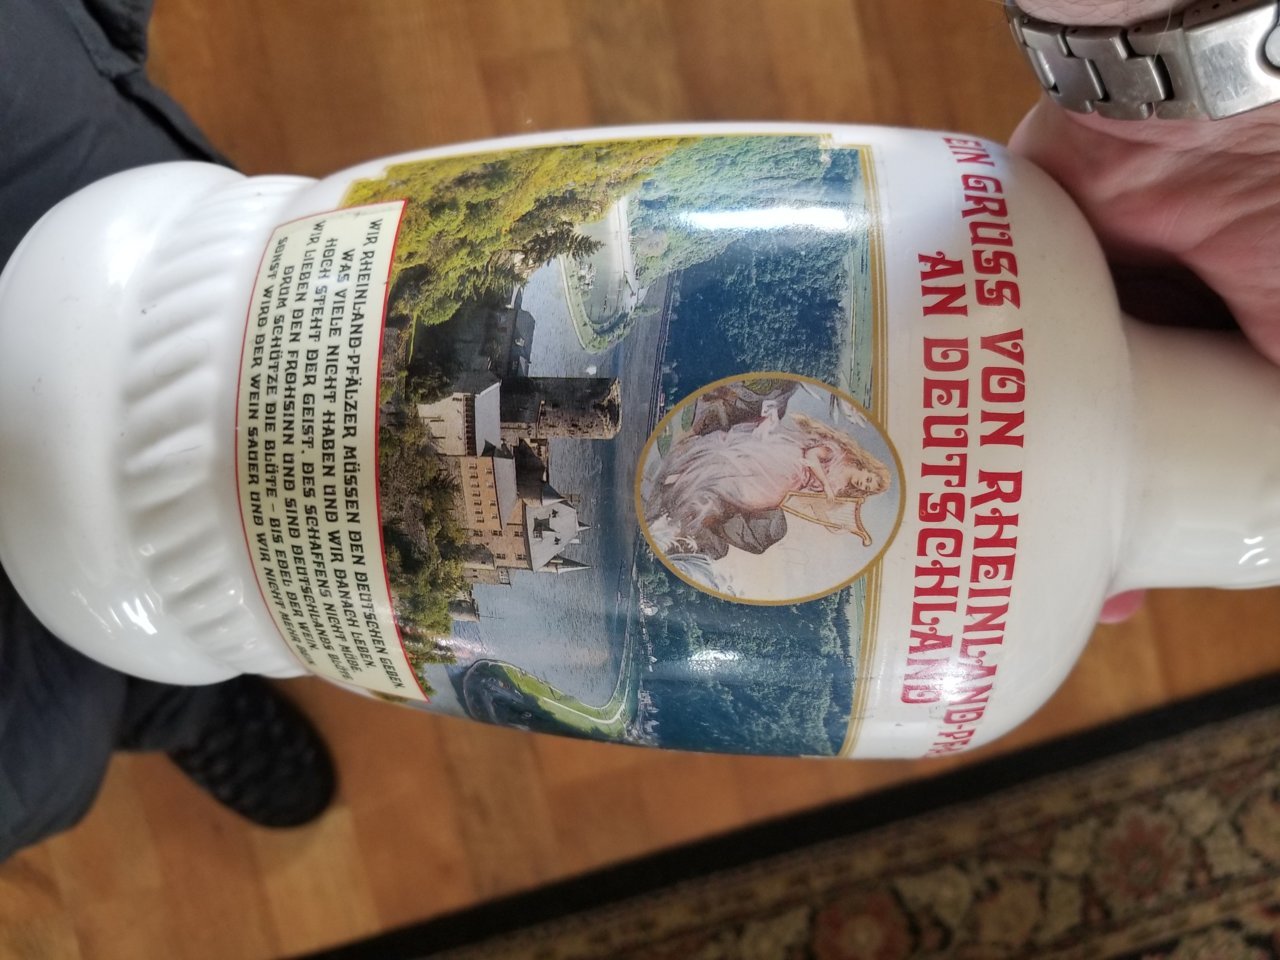 EIN GRUSS VON RHEINLAND-PFA
AN DEUTSCHLAND
WIR RHEINLAND-PFÄLZER MÜSSEN DEN DEUTSCHEN GEBEN
WAS VIELE NICHT HABEN UND WIR DANACH LEBEN.
HOCH STEHT DER GEIST, DES SCHAFFENS NICHT MÜDE,
WIR LIEBEN DEN FROHSINN UND SIND DEUTSCHLANDS BLÜTE
DRUM SCHÜTZE DIE BLÜTE - BIS EDEL DER WEIN,
SONST WIRD DER WEIN SAUER UND WIR NICHT MEHR